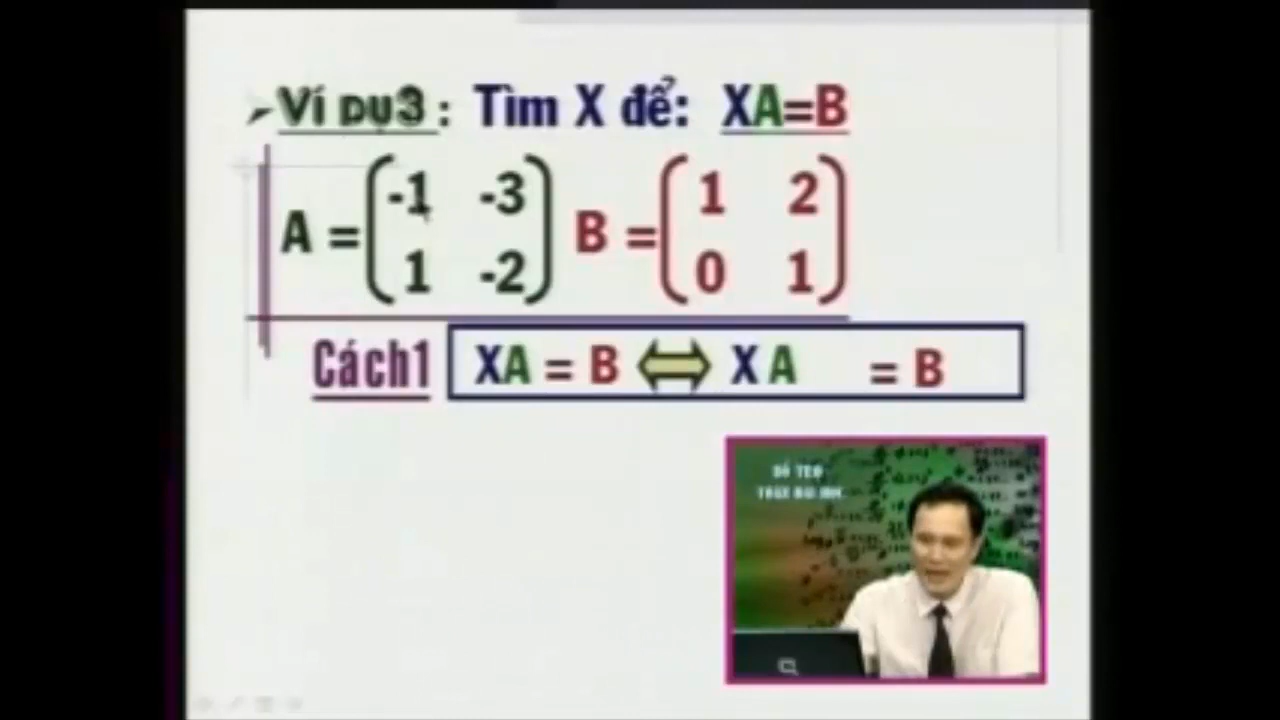 Ví Dụ3 : Tìm X để: XA=B
A = (-1 -3
1 -2)
B = (1 2
0 1)
Cách1 XA = B ⇔ X A = B